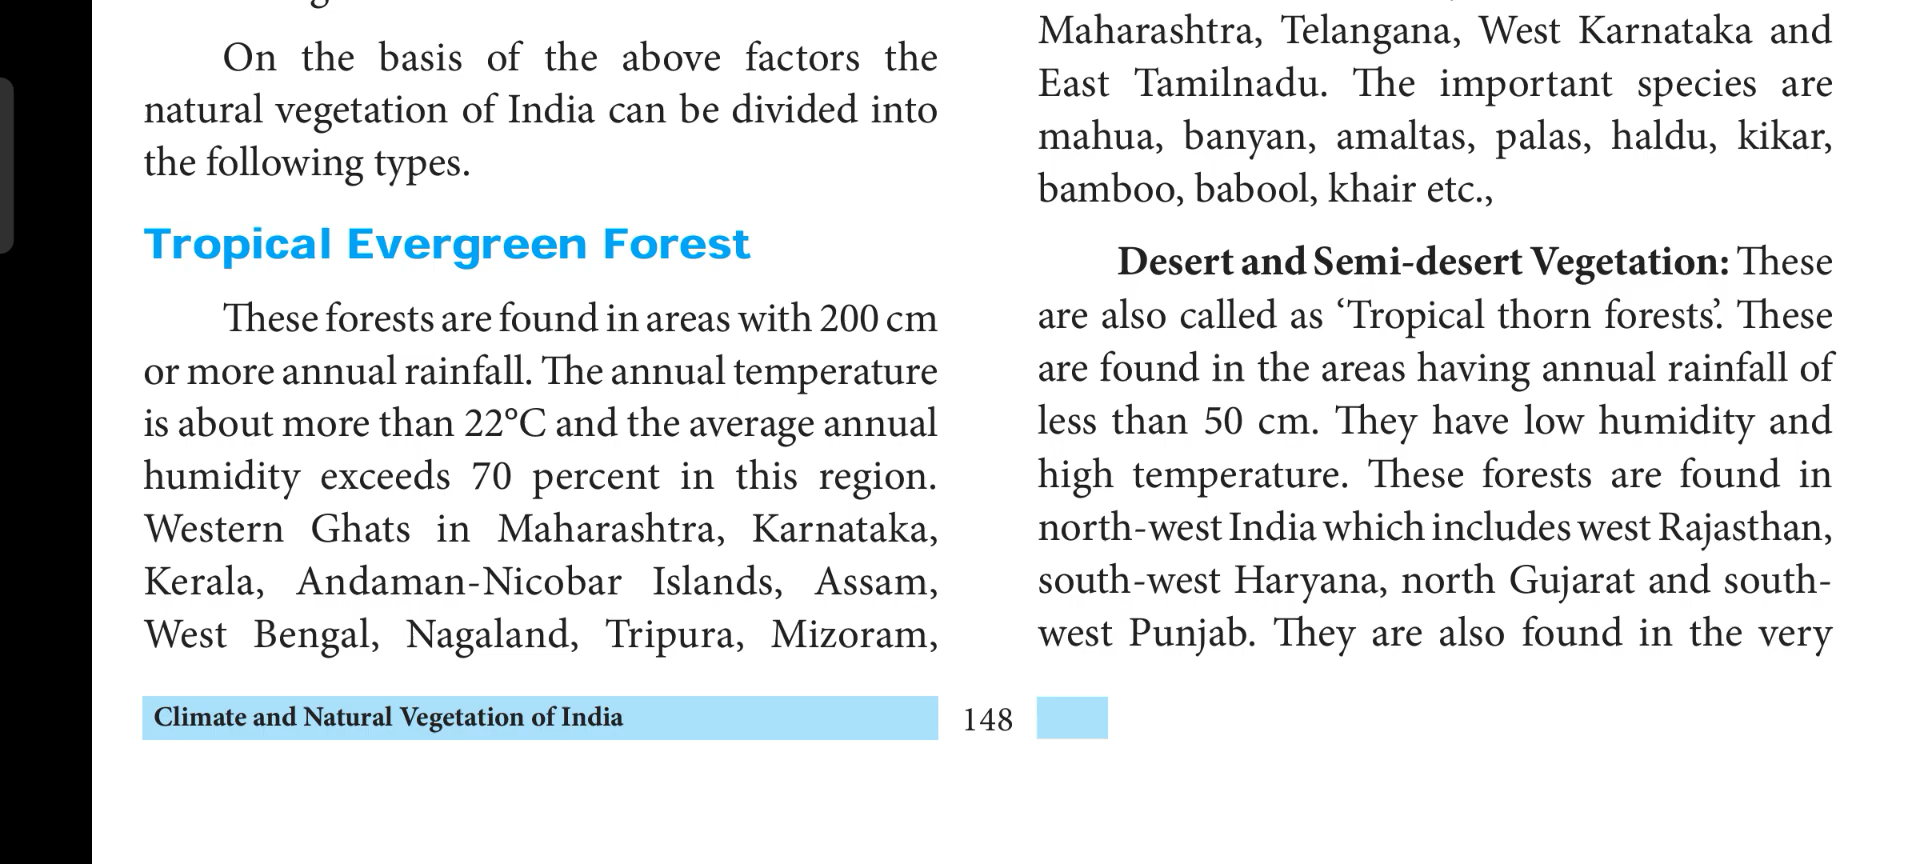 On the basis of the above factors the
natural vegetation of India can be divided into
the following types.
Tropical Evergreen Forest
These forests are found in areas with 200 cm
or more annual rainfall. The annual temperature
is about more than 22°C and the average annual
humidity exceeds 70 percent in this region.
Western Ghats in Maharashtra, Karnataka,
Kerala, Andaman-Nicobar Islands, Assam,
West Bengal, Nagaland, Tripura, Mizoram,
Maharashtra, Telangana, West Karnataka and
East Tamilnadu. The important species are
mahua, banyan, amaltas, palas, haldu, kikar,
bamboo, babool, khair etc.,
Desert and Semi-desert Vegetation: These
are also called as ‘Tropical thorn forests’. These
are found in the areas having annual rainfall of
less than 50 cm. They have low humidity and
high temperature. These forests are found in
north-west India which includes west Rajasthan,
south-west Haryana, north Gujarat and south-
west Punjab. They are also found in the very
Climate and Natural Vegetation of India
148